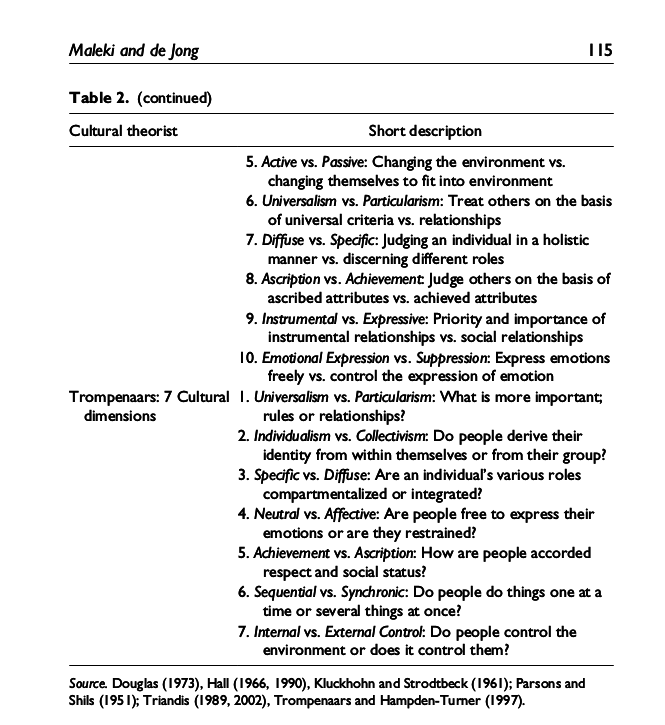 Maleki and de Jong 115
Table 2. (continued)
Cultural theorist Short description
5. Active vs. Passive: Changing the environment vs.
changing themselves to fit into environment
6. Universalism vs. Particularism: Treat others on the basis
of universal criteria vs. relationships
7. Diffuse vs. Specific: Judging an individual in a holistic
manner vs. discerning different roles
8. Ascription vs. Achievement: Judge others on the basis of
ascribed attributes vs. achieved attributes
9. Instrumental vs. Expressive: Priority and importance of
instrumental relationships vs. social relationships
10. Emotional Expression vs. Suppression: Express emotions
freely vs. control the expression of emotion
Trompenaars: 7 Cultural 1. Universalism vs. Particularism: What is more important;
dimensions rules or relationships?
2. Individualism vs. Collectivism: Do people derive their
identity from within themselves or from their group?
3. Specific vs. Diffuse: Are an individual's various roles
compartmentalized or integrated?
4. Neutral vs. Affective: Are people free to express their
emotions or are they restrained?
5. Achievement vs. Ascription: How are people accorded
respect and social status?
6. Sequential vs. Synchronic: Do people do things one at a
time or several things at once?
7. Internal vs. External Control: Do people control the
environment or does it control them?
Source. Douglas (1973), Hall (1966, 1990), Kluckhohn and Strodtbeck (1961); Parsons and
Shils (1951); Triandis (1989, 2002), Trompenaars and Hampden-Turner (1997).